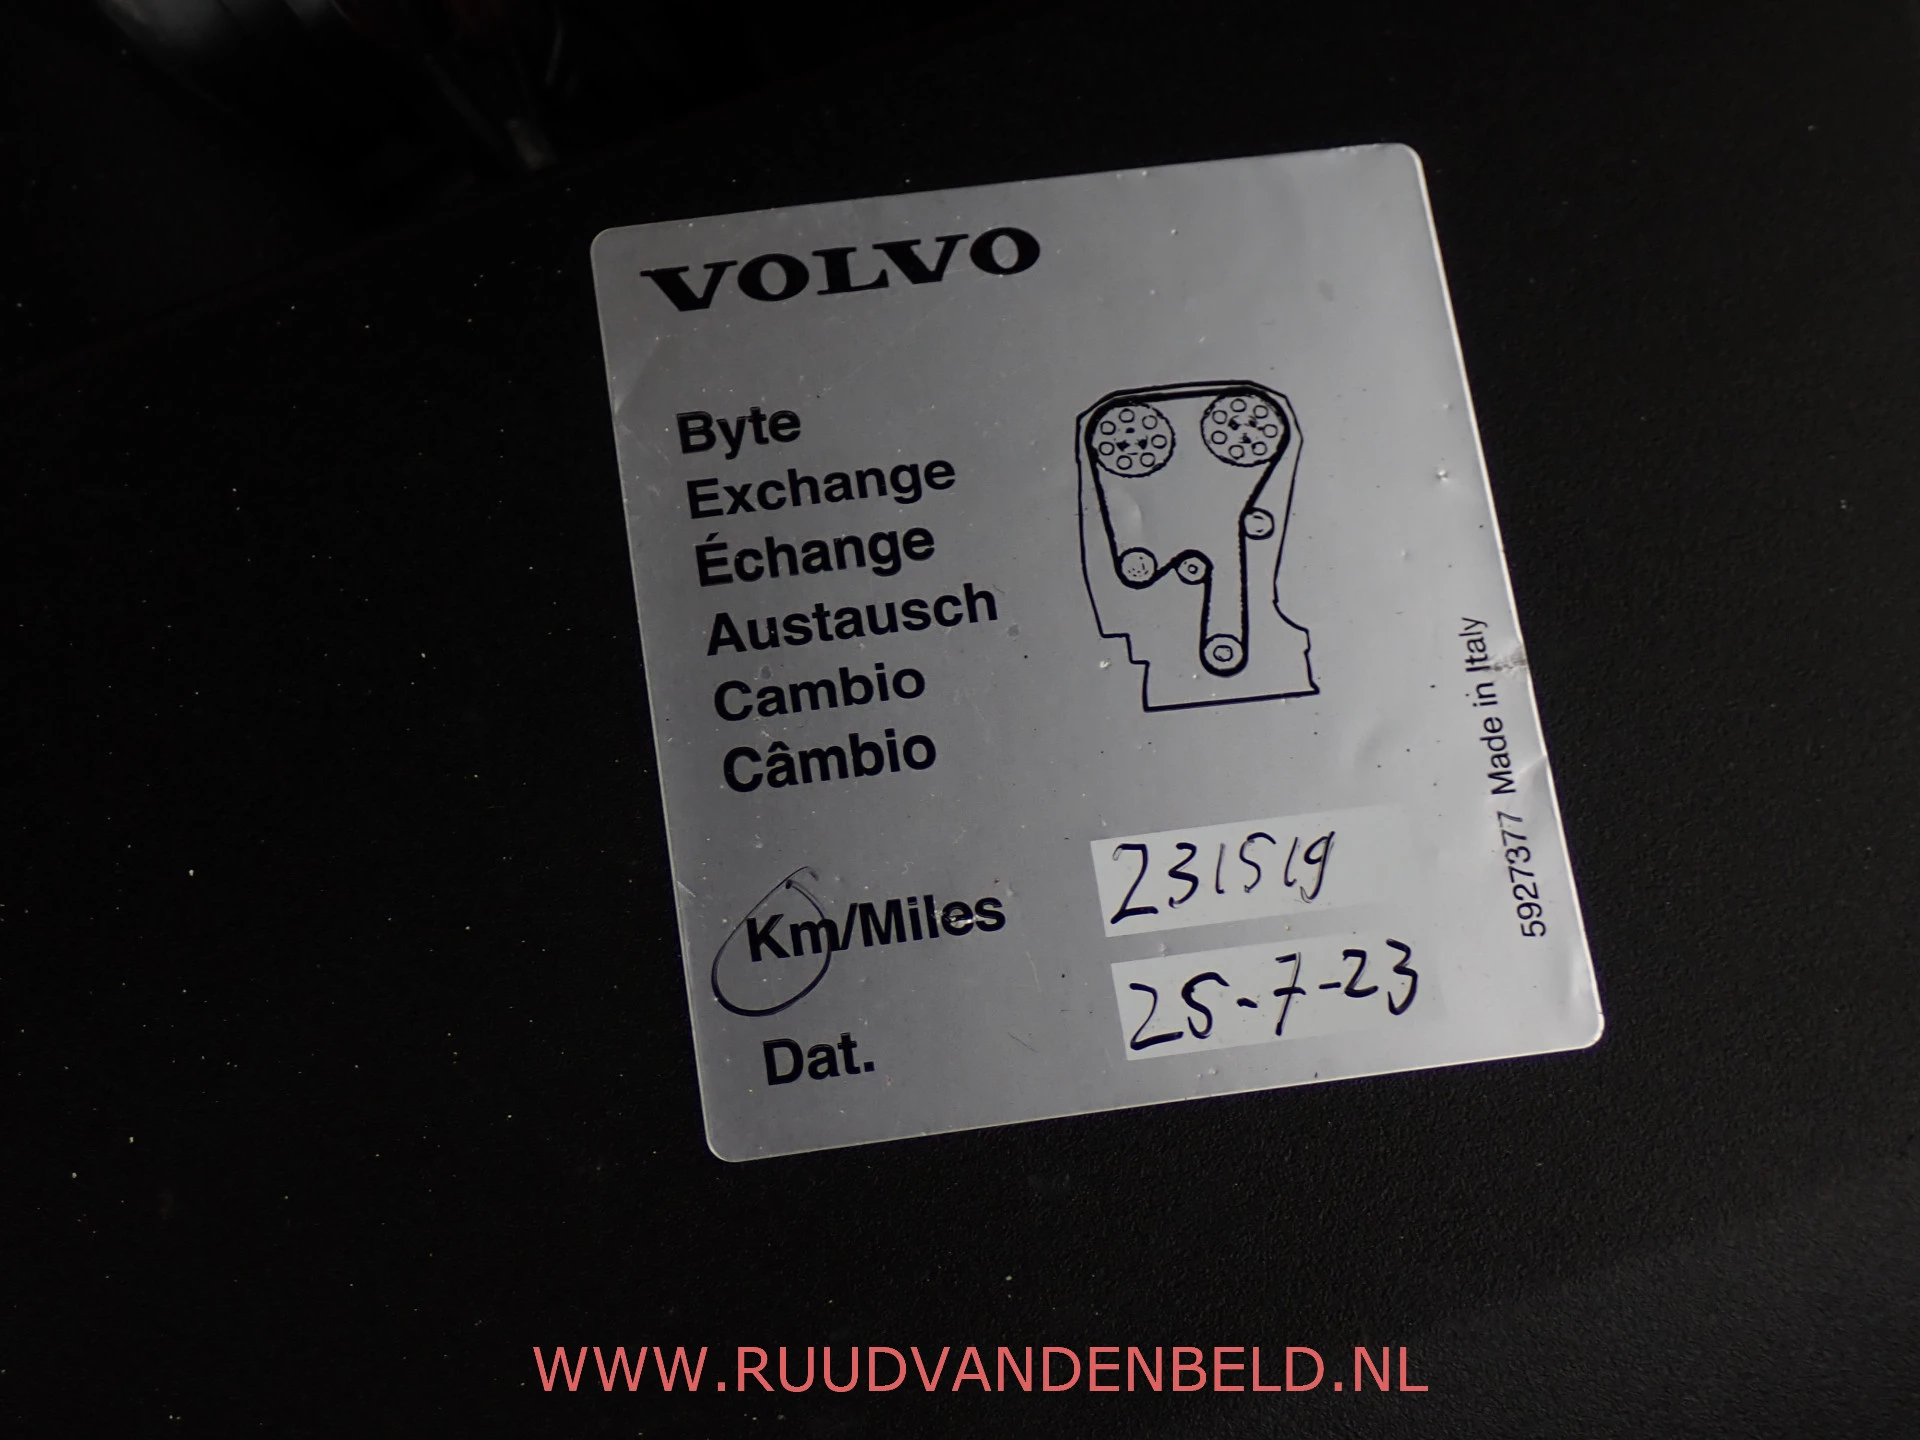 VOLVO
Byte
Exchange
Échange
Austausch
Cambio
Câmbio
Km/Miles 231519
Dat. 25-7-23
5927377 Made in Italy
WWW.RUUDVANDENBELD.NL